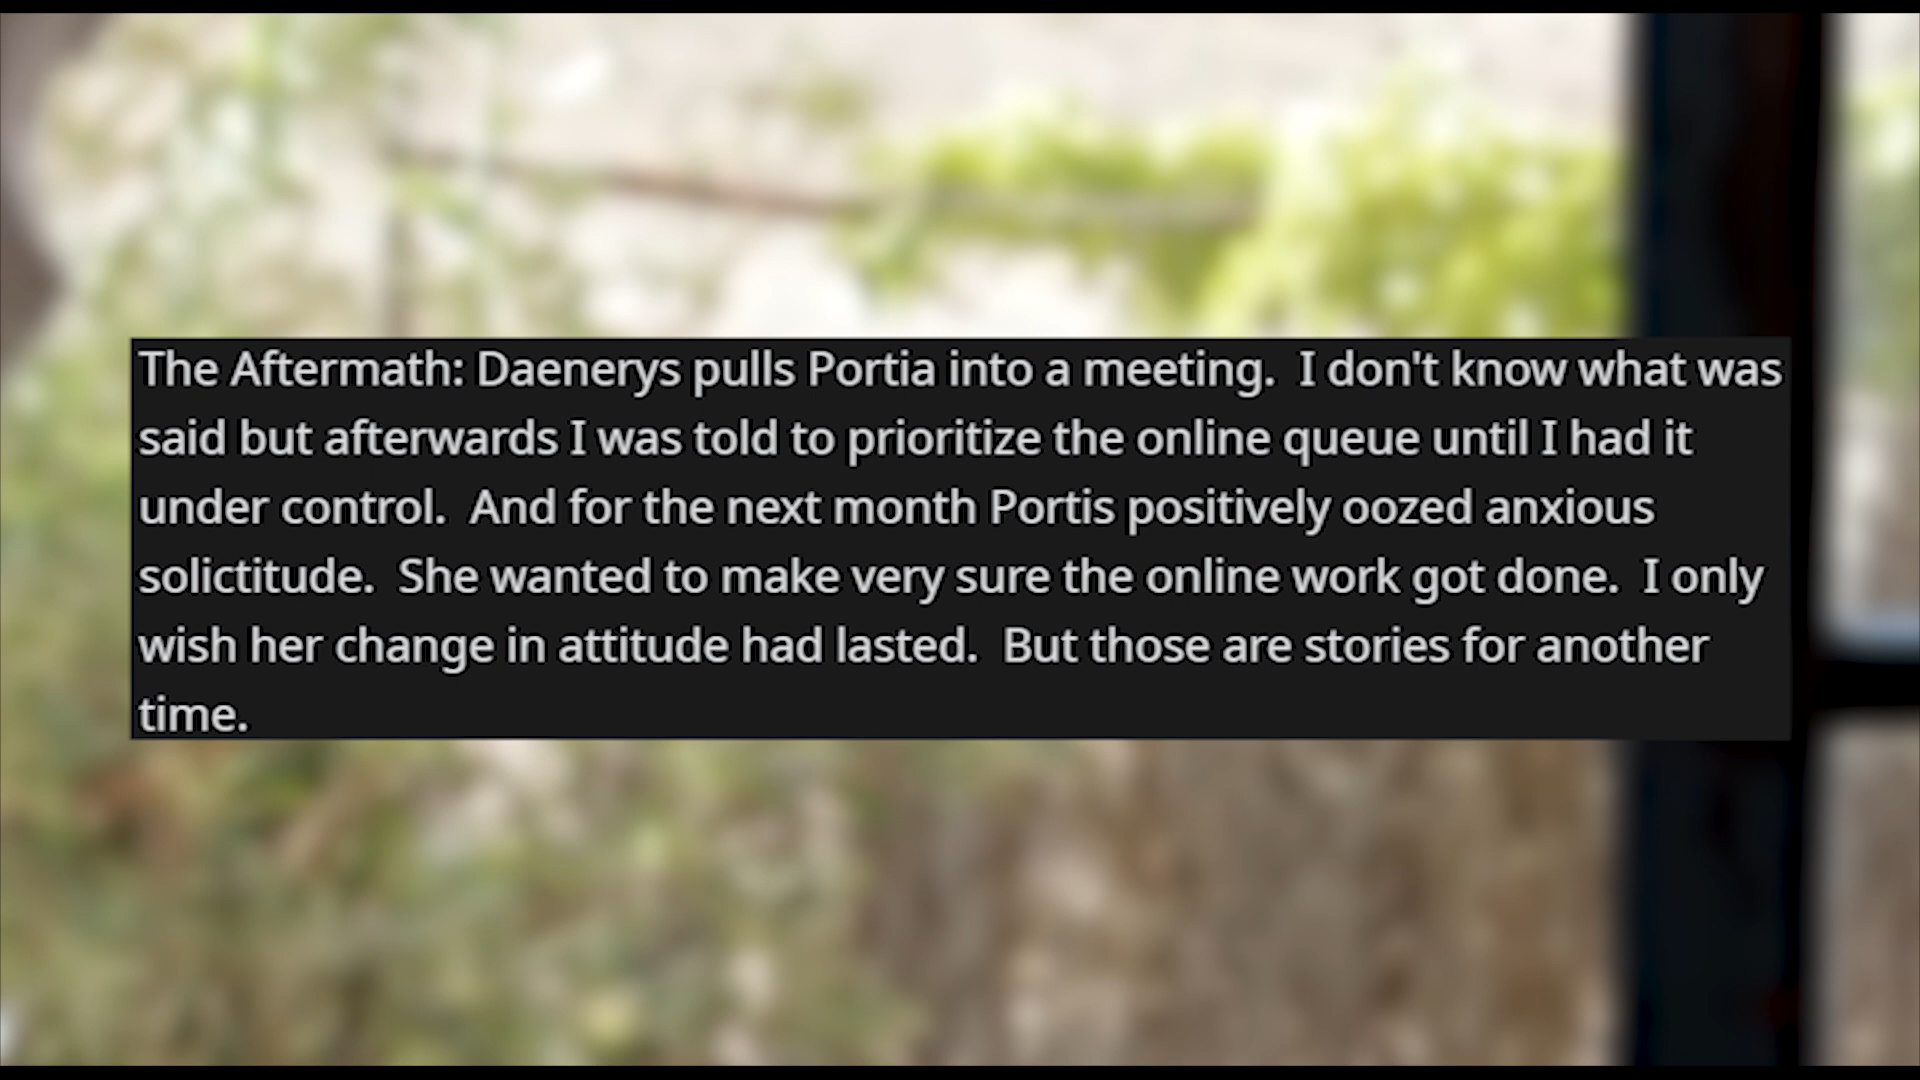 The Aftermath: Daenerys pulls Portia into a meeting.  I don't know what was
said but afterwards I was told to prioritize the online queue until I had it
under control.  And for the next month Portis positively oozed anxious
solictitude.  She wanted to make very sure the online work got done.  I only
wish her change in attitude had lasted.  But those are stories for another
time.